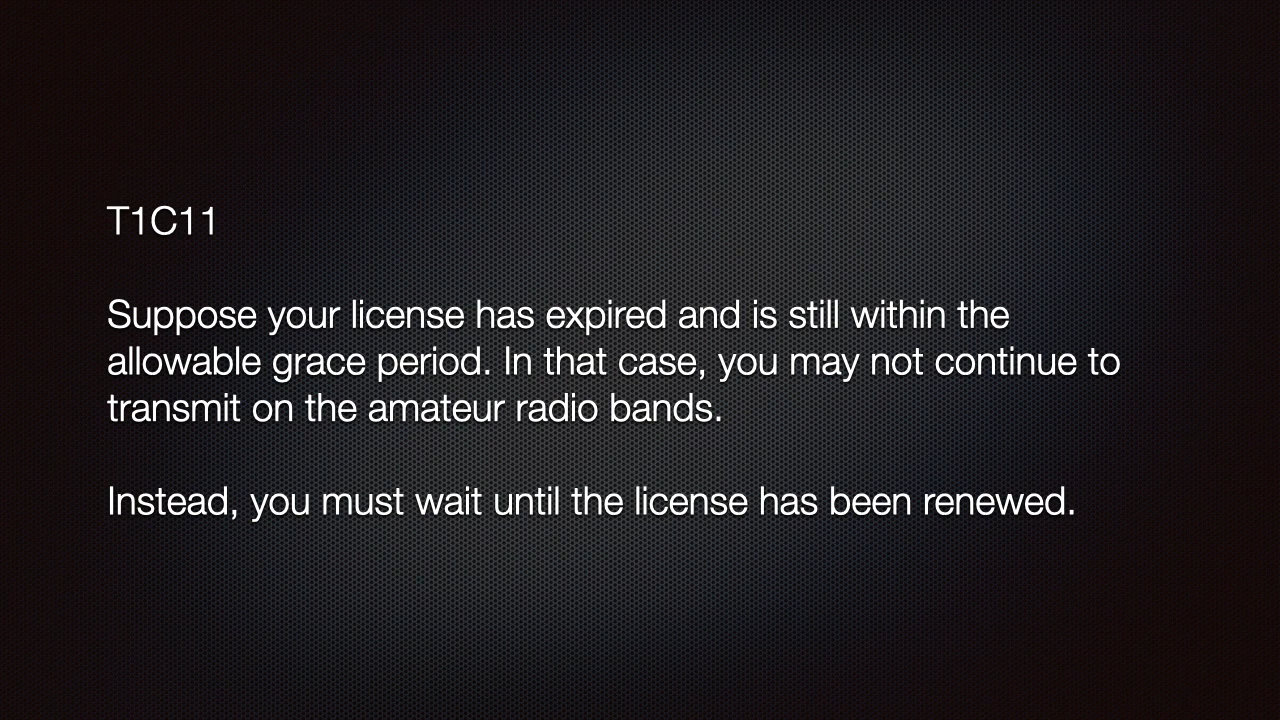 T1C11
Suppose your license has expired and is still within the
allowable grace period. In that case, you may not continue to
transmit on the amateur radio bands.
Instead, you must wait until the license has been renewed.